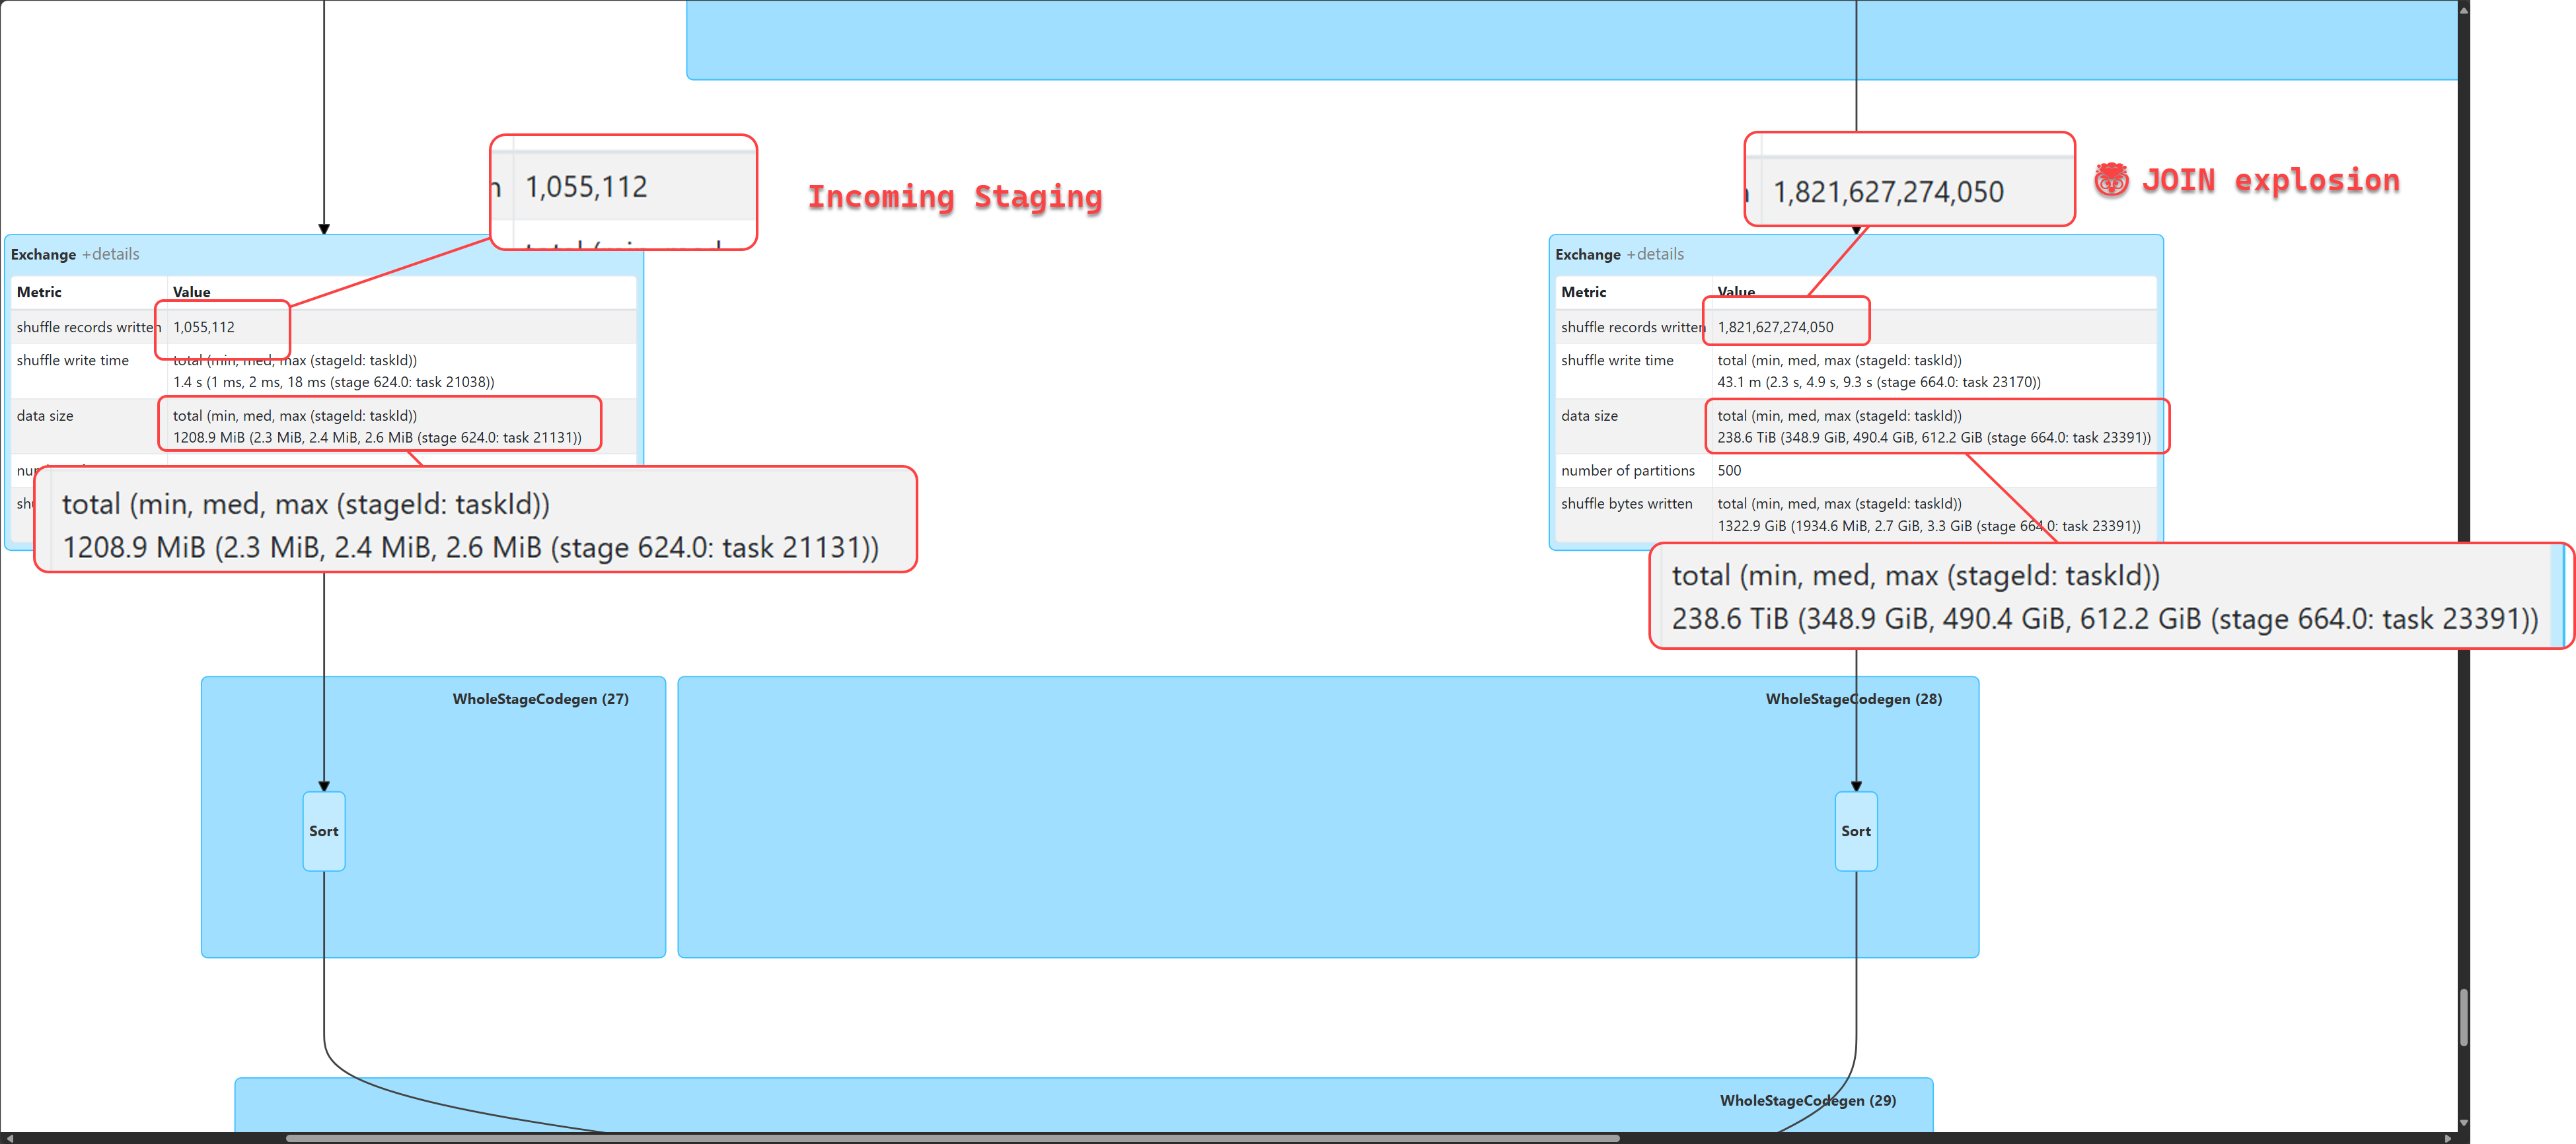 1,055,112
Incoming Staging
1,821,627,274,050
JOIN explosion
Exchange +details
Metric Value
shuffle records written 1,055,112
shuffle write time total (min, med, max (stageId: taskId))
1.4 s (1 ms, 2 ms, 18 ms (stage 624.0: task 21038))
data size total (min, med, max (stageId: taskId))
1208.9 MiB (2.3 MiB, 2.4 MiB, 2.6 MiB (stage 624.0: task 21131))
total (min, med, max (stageId: taskId))
1208.9 MiB (2.3 MiB, 2.4 MiB, 2.6 MiB (stage 624.0: task 21131))
Exchange +details
Metric Value
shuffle records written 1,821,627,274,050
shuffle write time total (min, med, max (stageId: taskId))
43.1 m (2.3 s, 4.9 s, 9.3 s (stage 664.0: task 23170))
data size total (min, med, max (stageId: taskId))
238.6 TiB (348.9 GiB, 490.4 GiB, 612.2 GiB (stage 664.0: task 23391))
number of partitions 500
shuffle bytes written total (min, med, max (stageId: taskId))
1322.9 GiB (1934.6 MiB, 2.7 GiB, 3.3 GiB (stage 664.0: task 23391))
total (min, med, max (stageId: taskId))
238.6 TiB (348.9 GiB, 490.4 GiB, 612.2 GiB (stage 664.0: task 23391))
WholeStageCodegen (27)
WholeStageCodegen (28)
Sort
Sort
WholeStageCodegen (29)